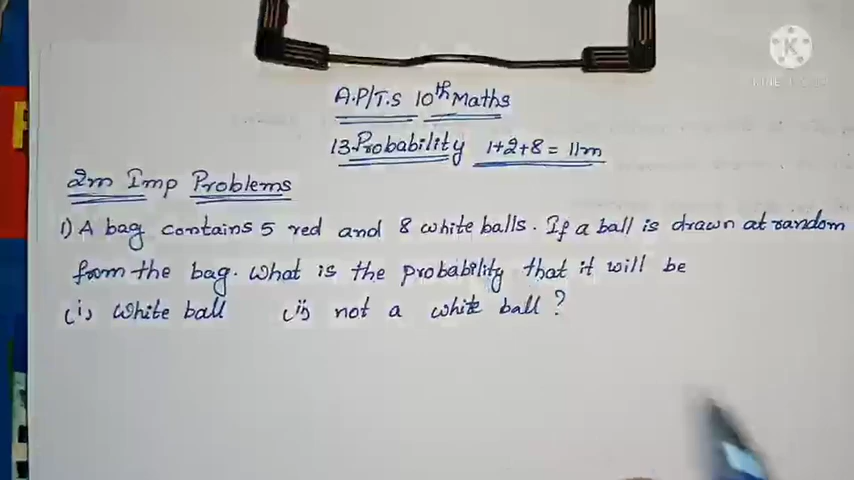 K
KINEMASTER
A.P/T.S 10th Maths
13.Probability 1+2+8 = 11m
2m Imp Problems
1) A bag contains 5 red and 8 white balls. If a ball is drawn at random
from the bag. What is the probability that it will be
(i) White ball (ii) not a white ball ?